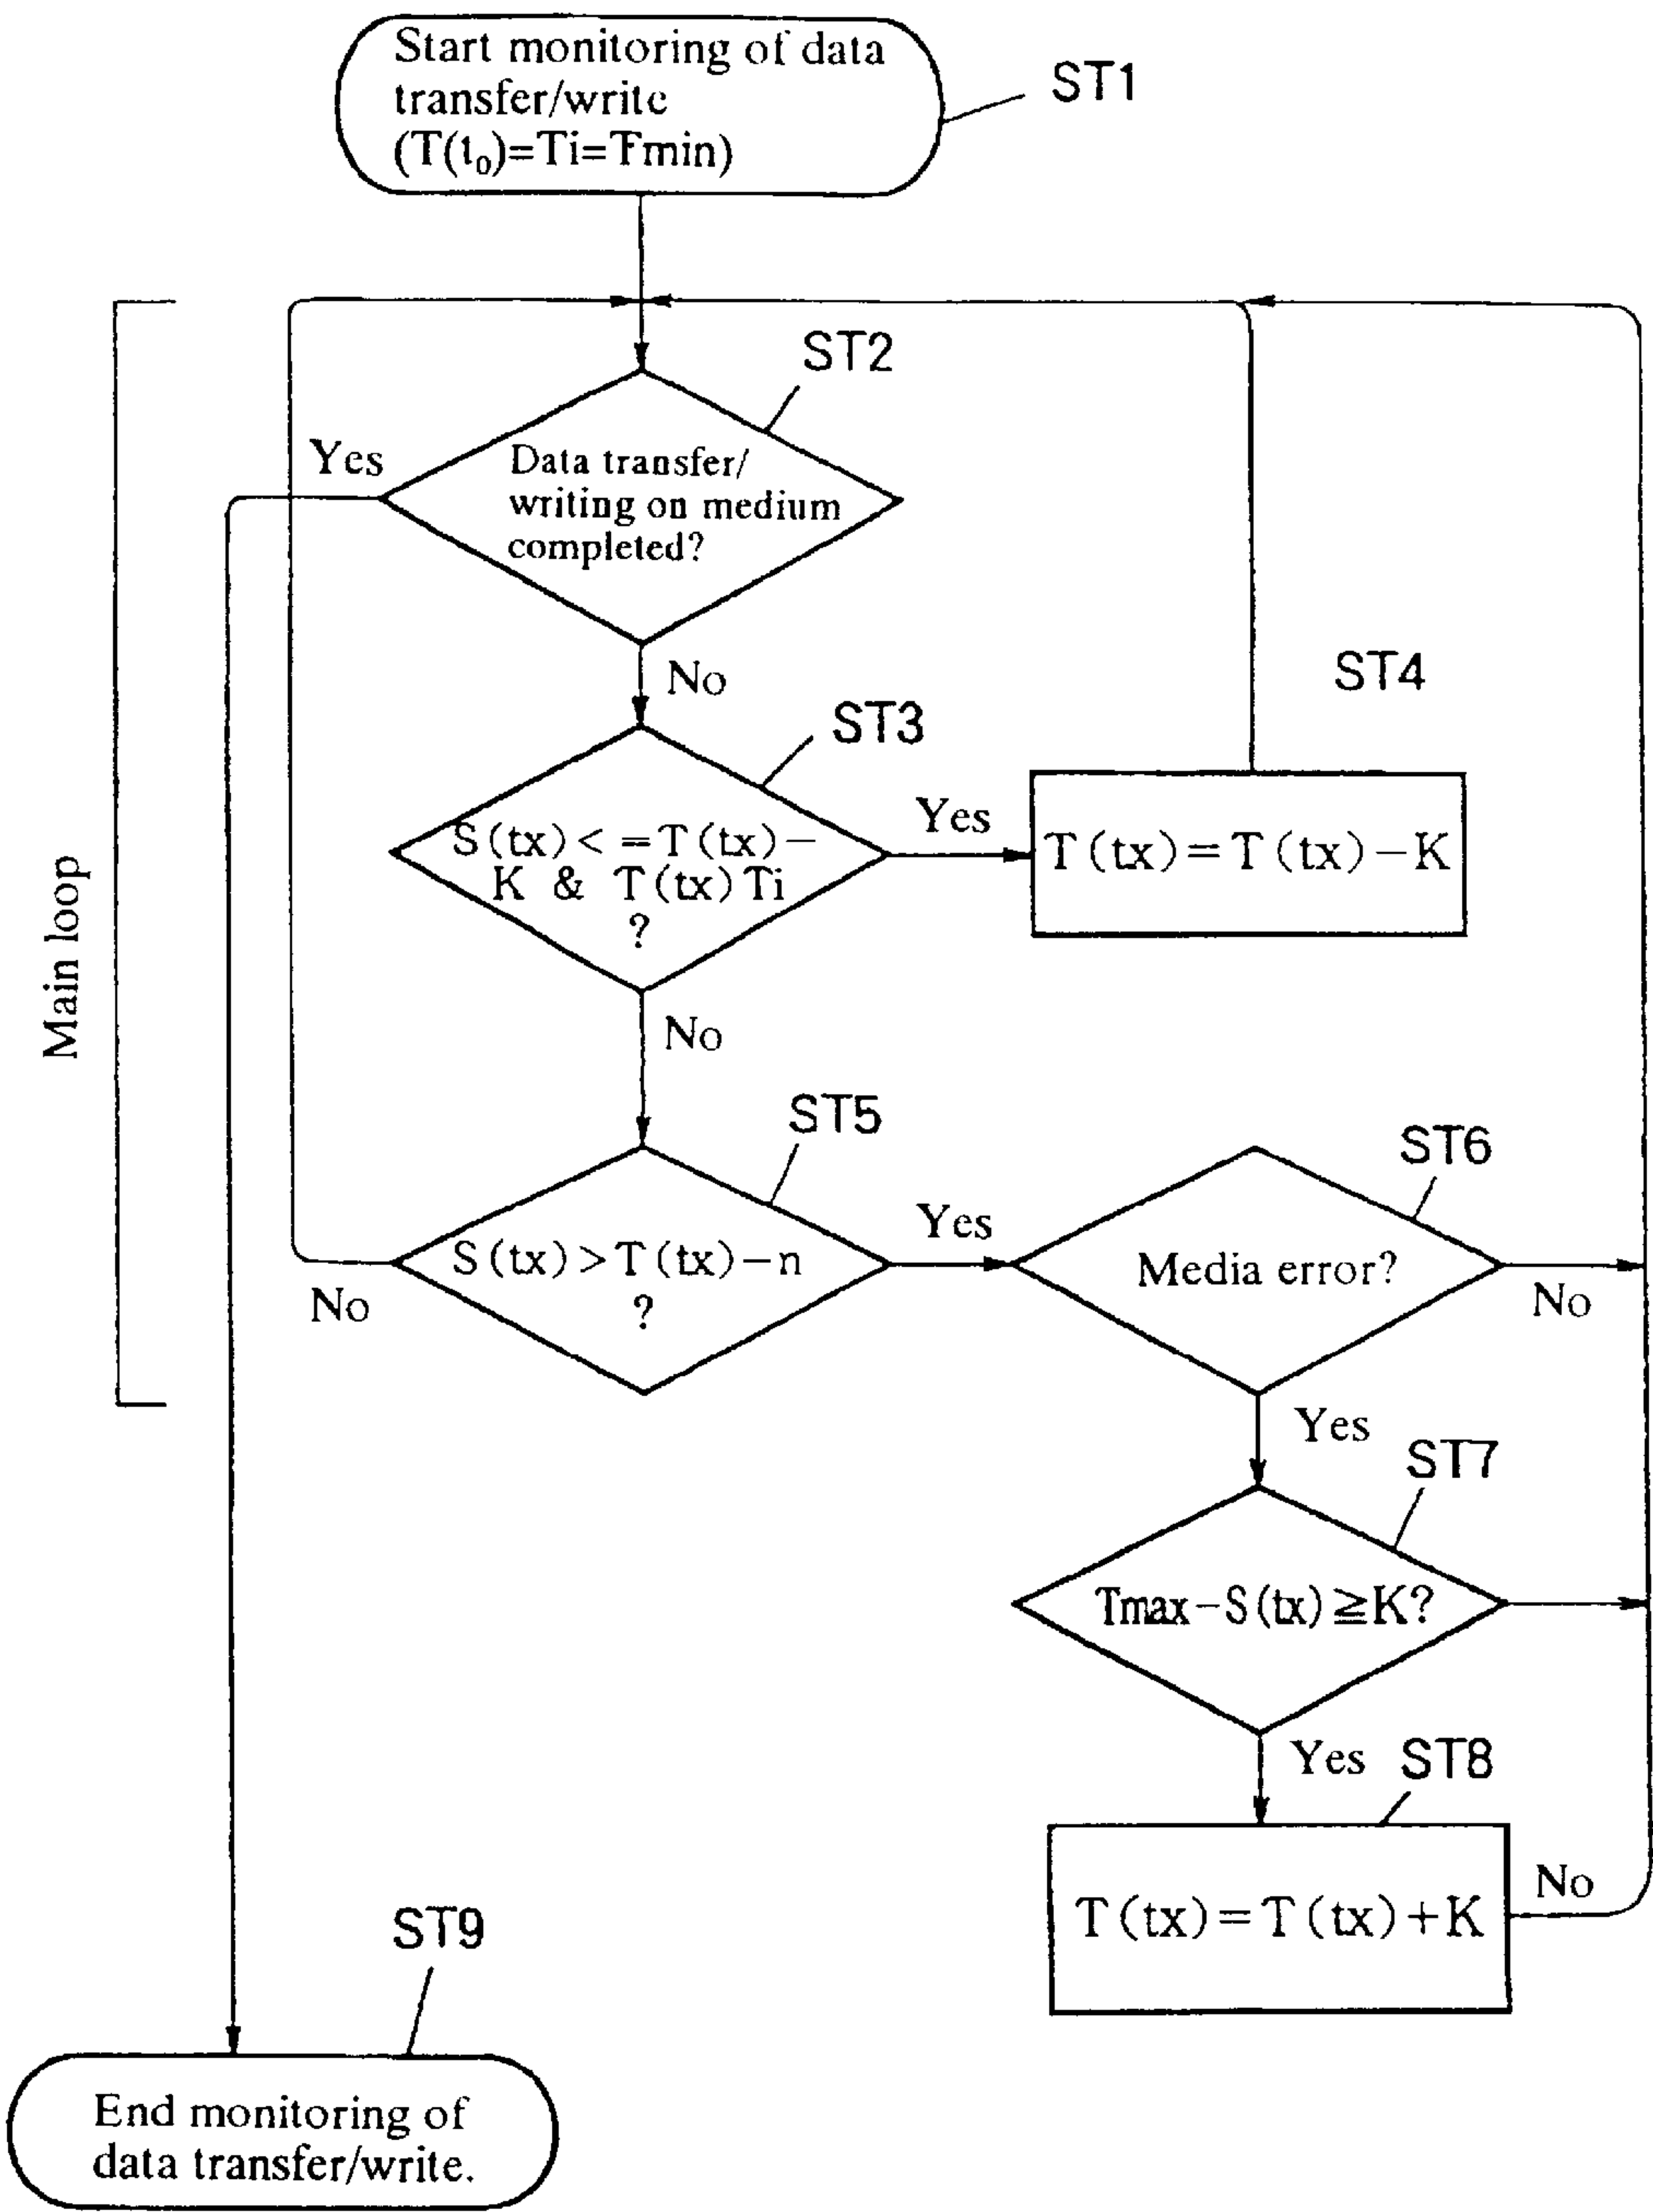 Start monitoring of data
transfer/write
(T(t₀)=Ti=Tmin)
ST1
ST2
Yes
Data transfer/
writing on medium
completed?
No
ST4
ST3
S(tx)<=T(tx)-
K & T(tx)Ti
?
Yes
T(tx)=T(tx)-K
Main loop
No
ST5
ST6
S(tx)>T(tx)-n
?
Yes
No
Media error?
No
Yes
ST7
Tmax-S(tx)≧K?
Yes
ST8
T(tx)=T(tx)+K
No
ST9
End monitoring of
data transfer/write.